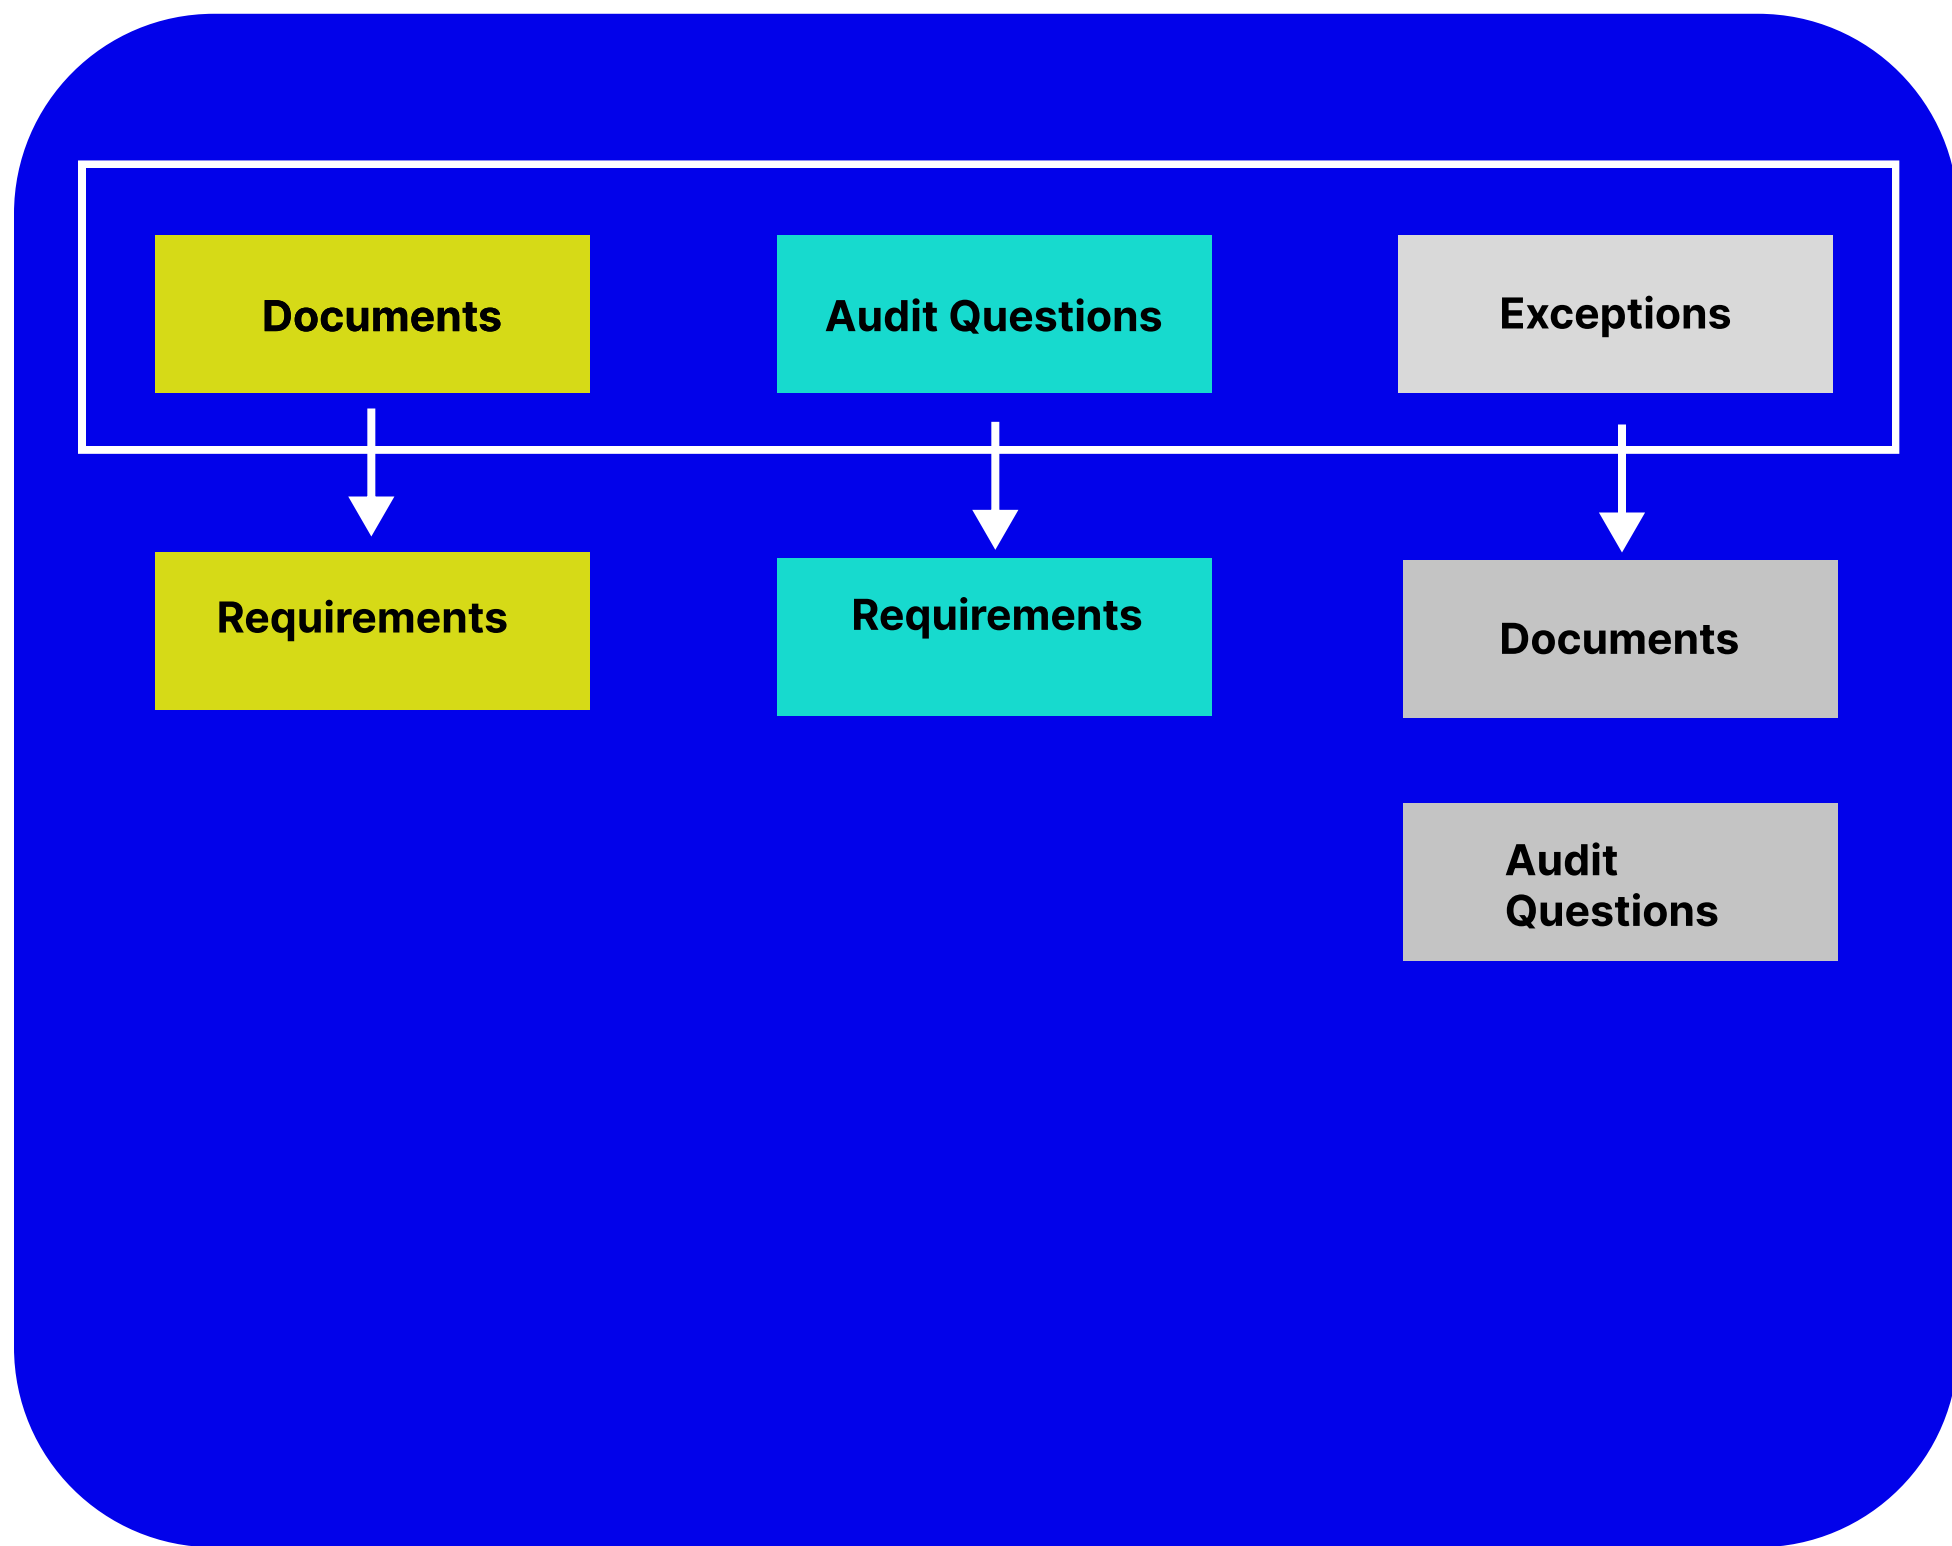 Documents
Audit Questions
Exceptions
Requirements
Requirements
Documents
Audit
Questions